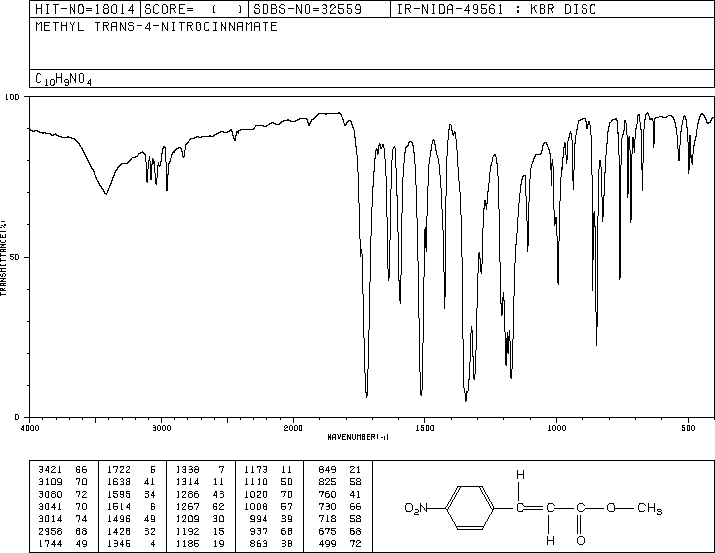 HIT-NO=18014 SCORE= ( ) SDBS-NO=32559 IR-NIDA-49561 : KBR DISC
METHYL TRANS-4-NITROCINNAMATE
C10H9NO4
100
TRANSMITTANCE(%)
50
0
4000 3000 2000 1500 1000 500
WAVENUMBER(-1)
3421 66 1722 6 1338 7 1173 11 849 21
3109 70 1638 41 1314 11 1110 50 825 58
3080 72 1595 34 1286 43 1020 70 760 41
3041 70 1514 6 1267 62 1008 57 730 66
3014 74 1496 49 1209 30 994 39 718 58
2956 68 1428 32 1192 15 937 68 675 68
1744 49 1346 4 1185 19 863 38 499 72
H
O2N
C C C O CH3
H O